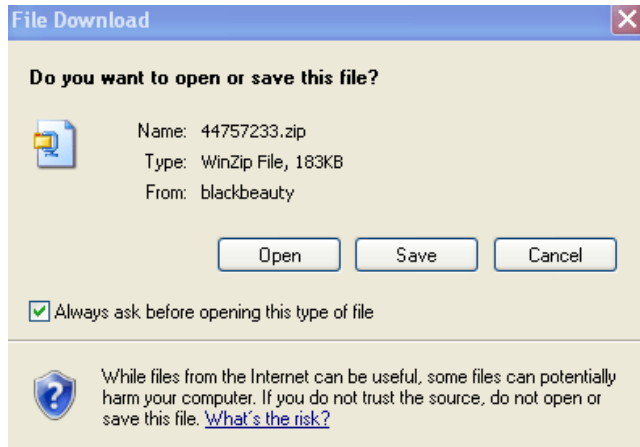 File Download
Do you want to open or save this file?
Name: 44757233.zip
Type: WinZip File, 183KB
From: blackbeauty
Open Save Cancel
Always ask before opening this type of file
While files from the Internet can be useful, some files can potentially
harm your computer. If you do not trust the source, do not open or
save this file. What's the risk?